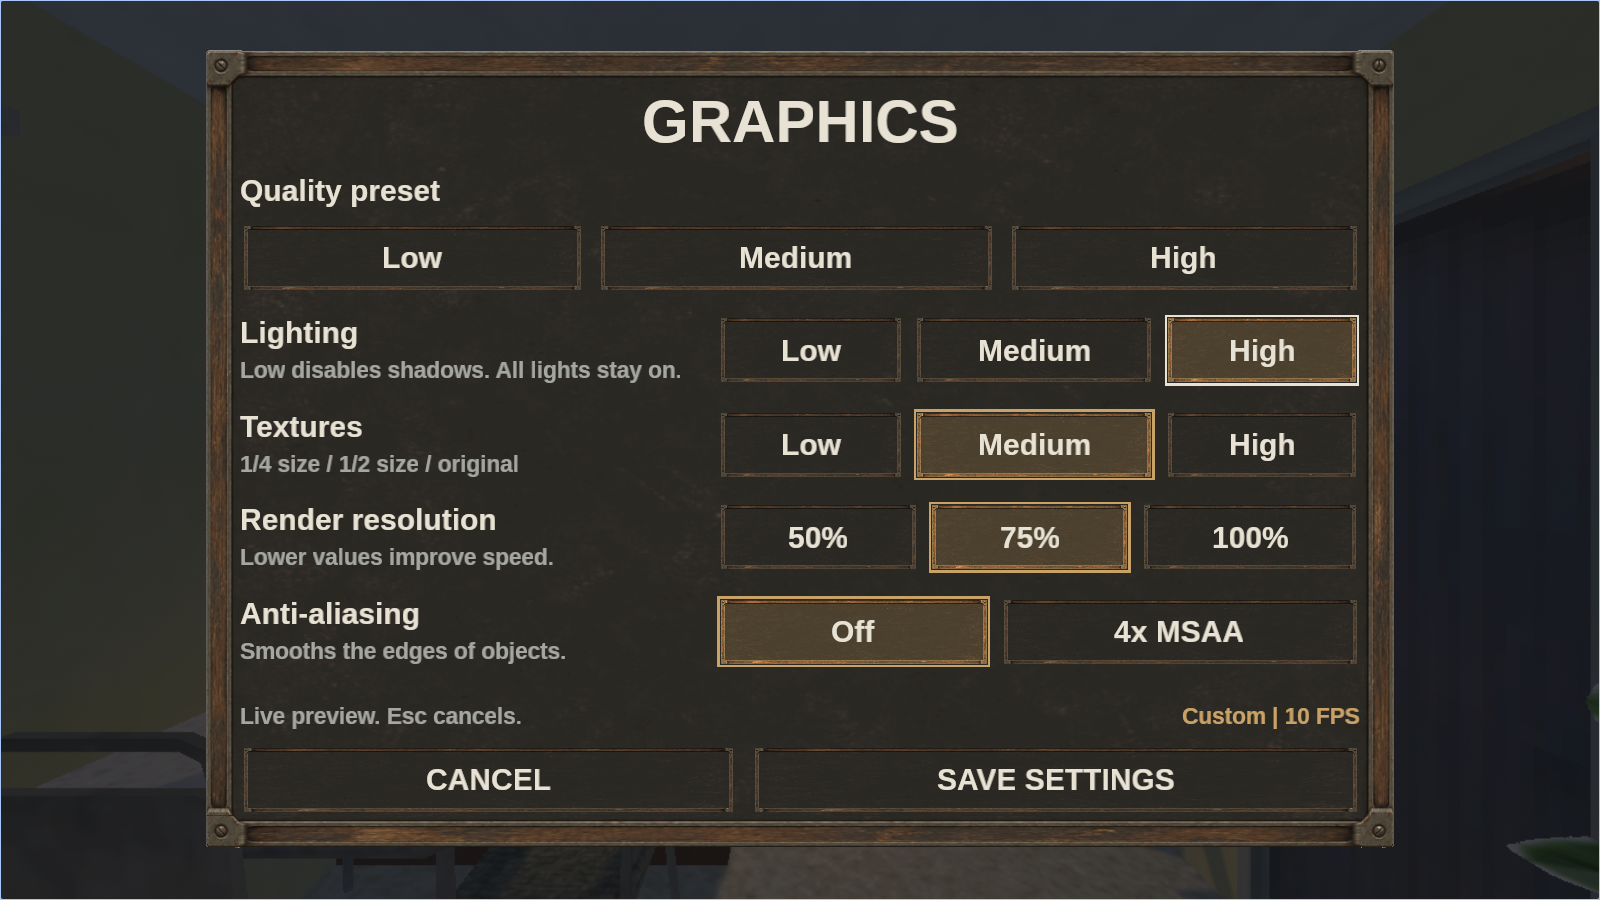 GRAPHICS
Quality preset
Low Medium High
Lighting
Low disables shadows. All lights stay on.
Low Medium High
Textures
1/4 size / 1/2 size / original
Low Medium High
Render resolution
Lower values improve speed.
50% 75% 100%
Anti-aliasing
Smooths the edges of objects.
Off 4x MSAA
Live preview. Esc cancels.
Custom | 10 FPS
CANCEL SAVE SETTINGS